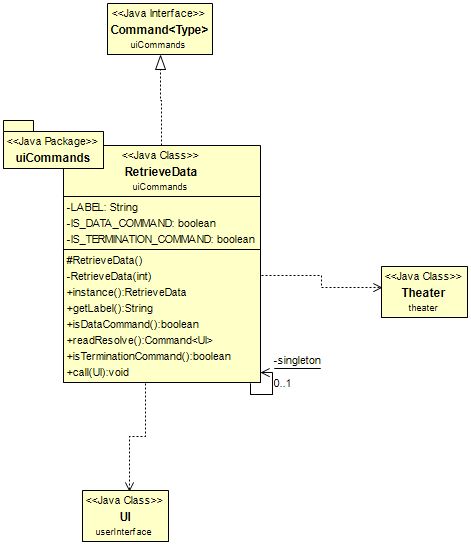 <<Java Interface>>
Command<Type>
uiCommands
<<Java Package>>
uiCommands
<<Java Class>>
RetrieveData
uiCommands
-LABEL: String
-IS_DATA_COMMAND: boolean
-IS_TERMINATION_COMMAND: boolean
#RetrieveData()
-RetrieveData(int)
+instance():RetrieveData
+getLabel():String
+isDataCommand():boolean
+readResolve():Command<UI>
+isTerminationCommand():boolean
+call(UI):void
<<Java Class>>
Theater
theater
-singleton
0..1
<<Java Class>>
UI
userInterface